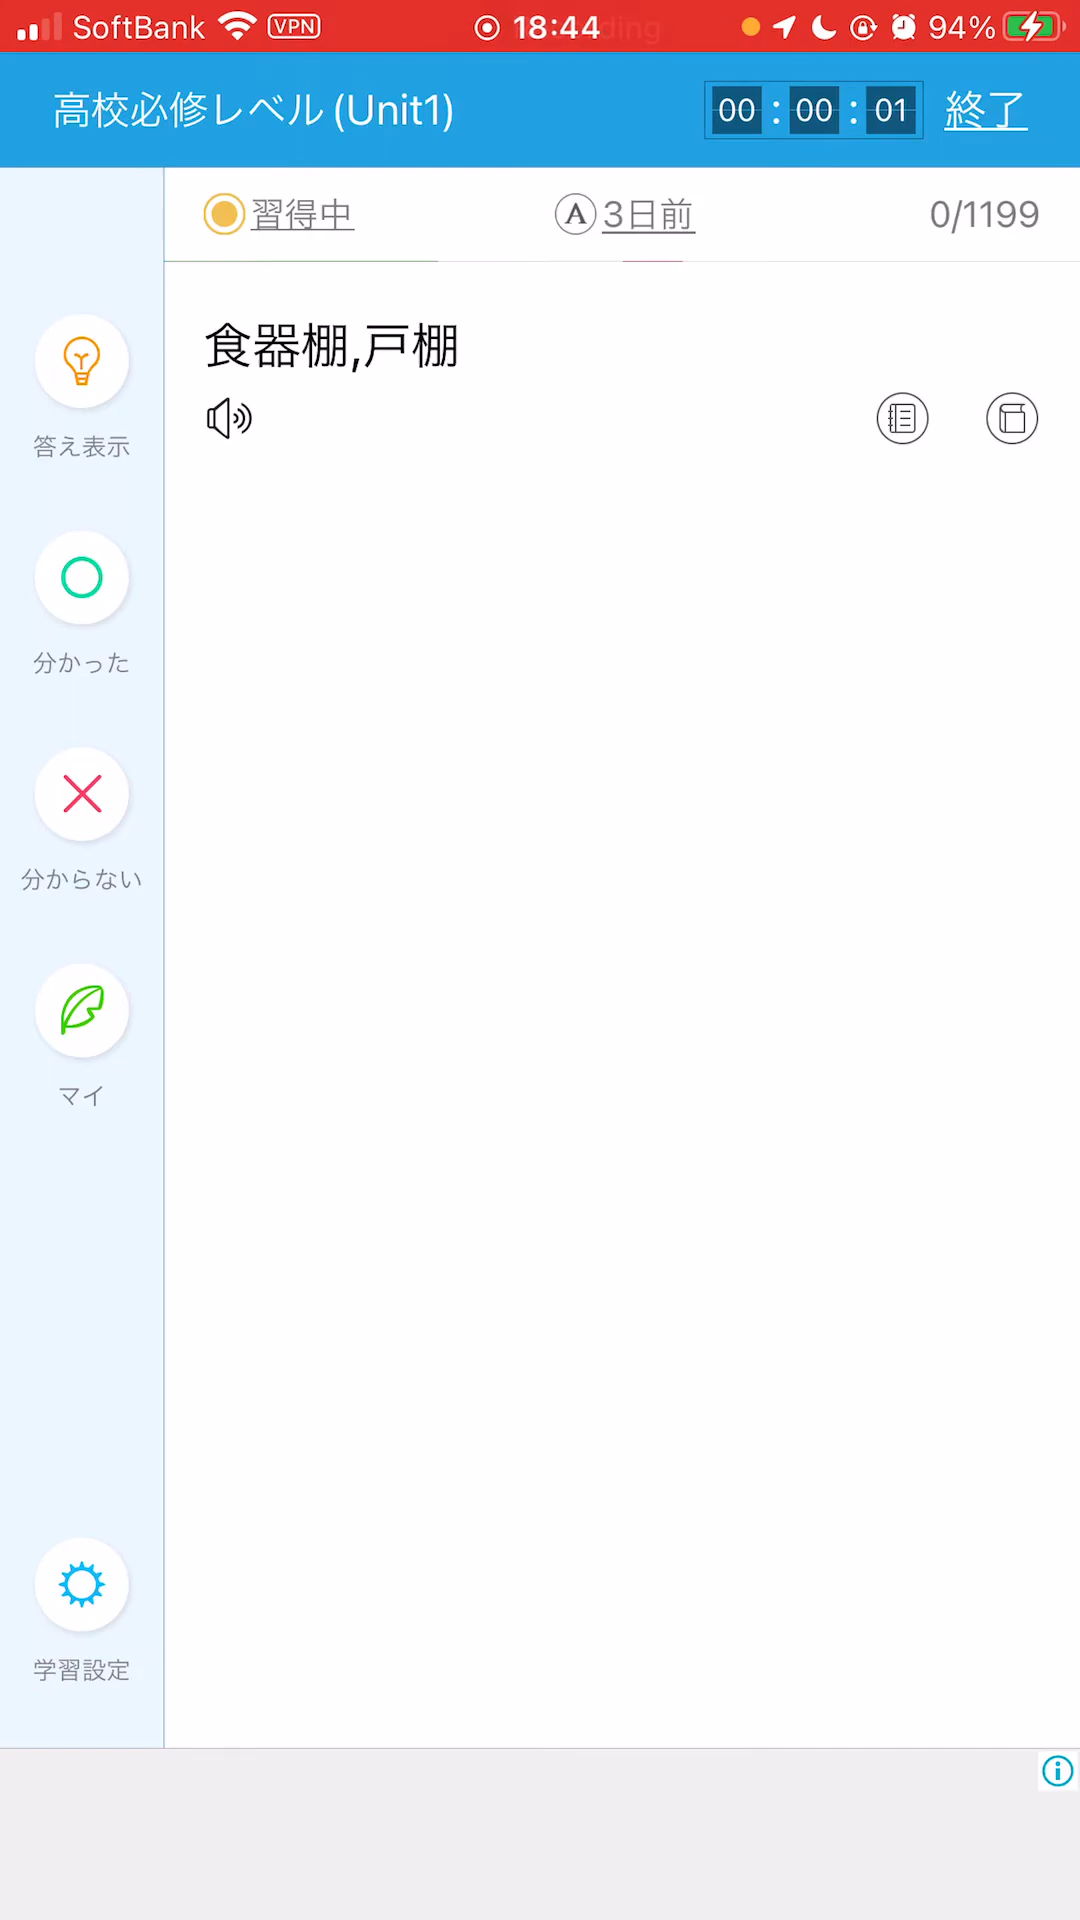 SoftBank VPN 18:44 94%
高校必修レベル (Unit1) 00 : 00 : 01 終了
習得中 A 3日前 0/1199
食器棚,戸棚
答え表示
分かった
分からない
マイ
学習設定